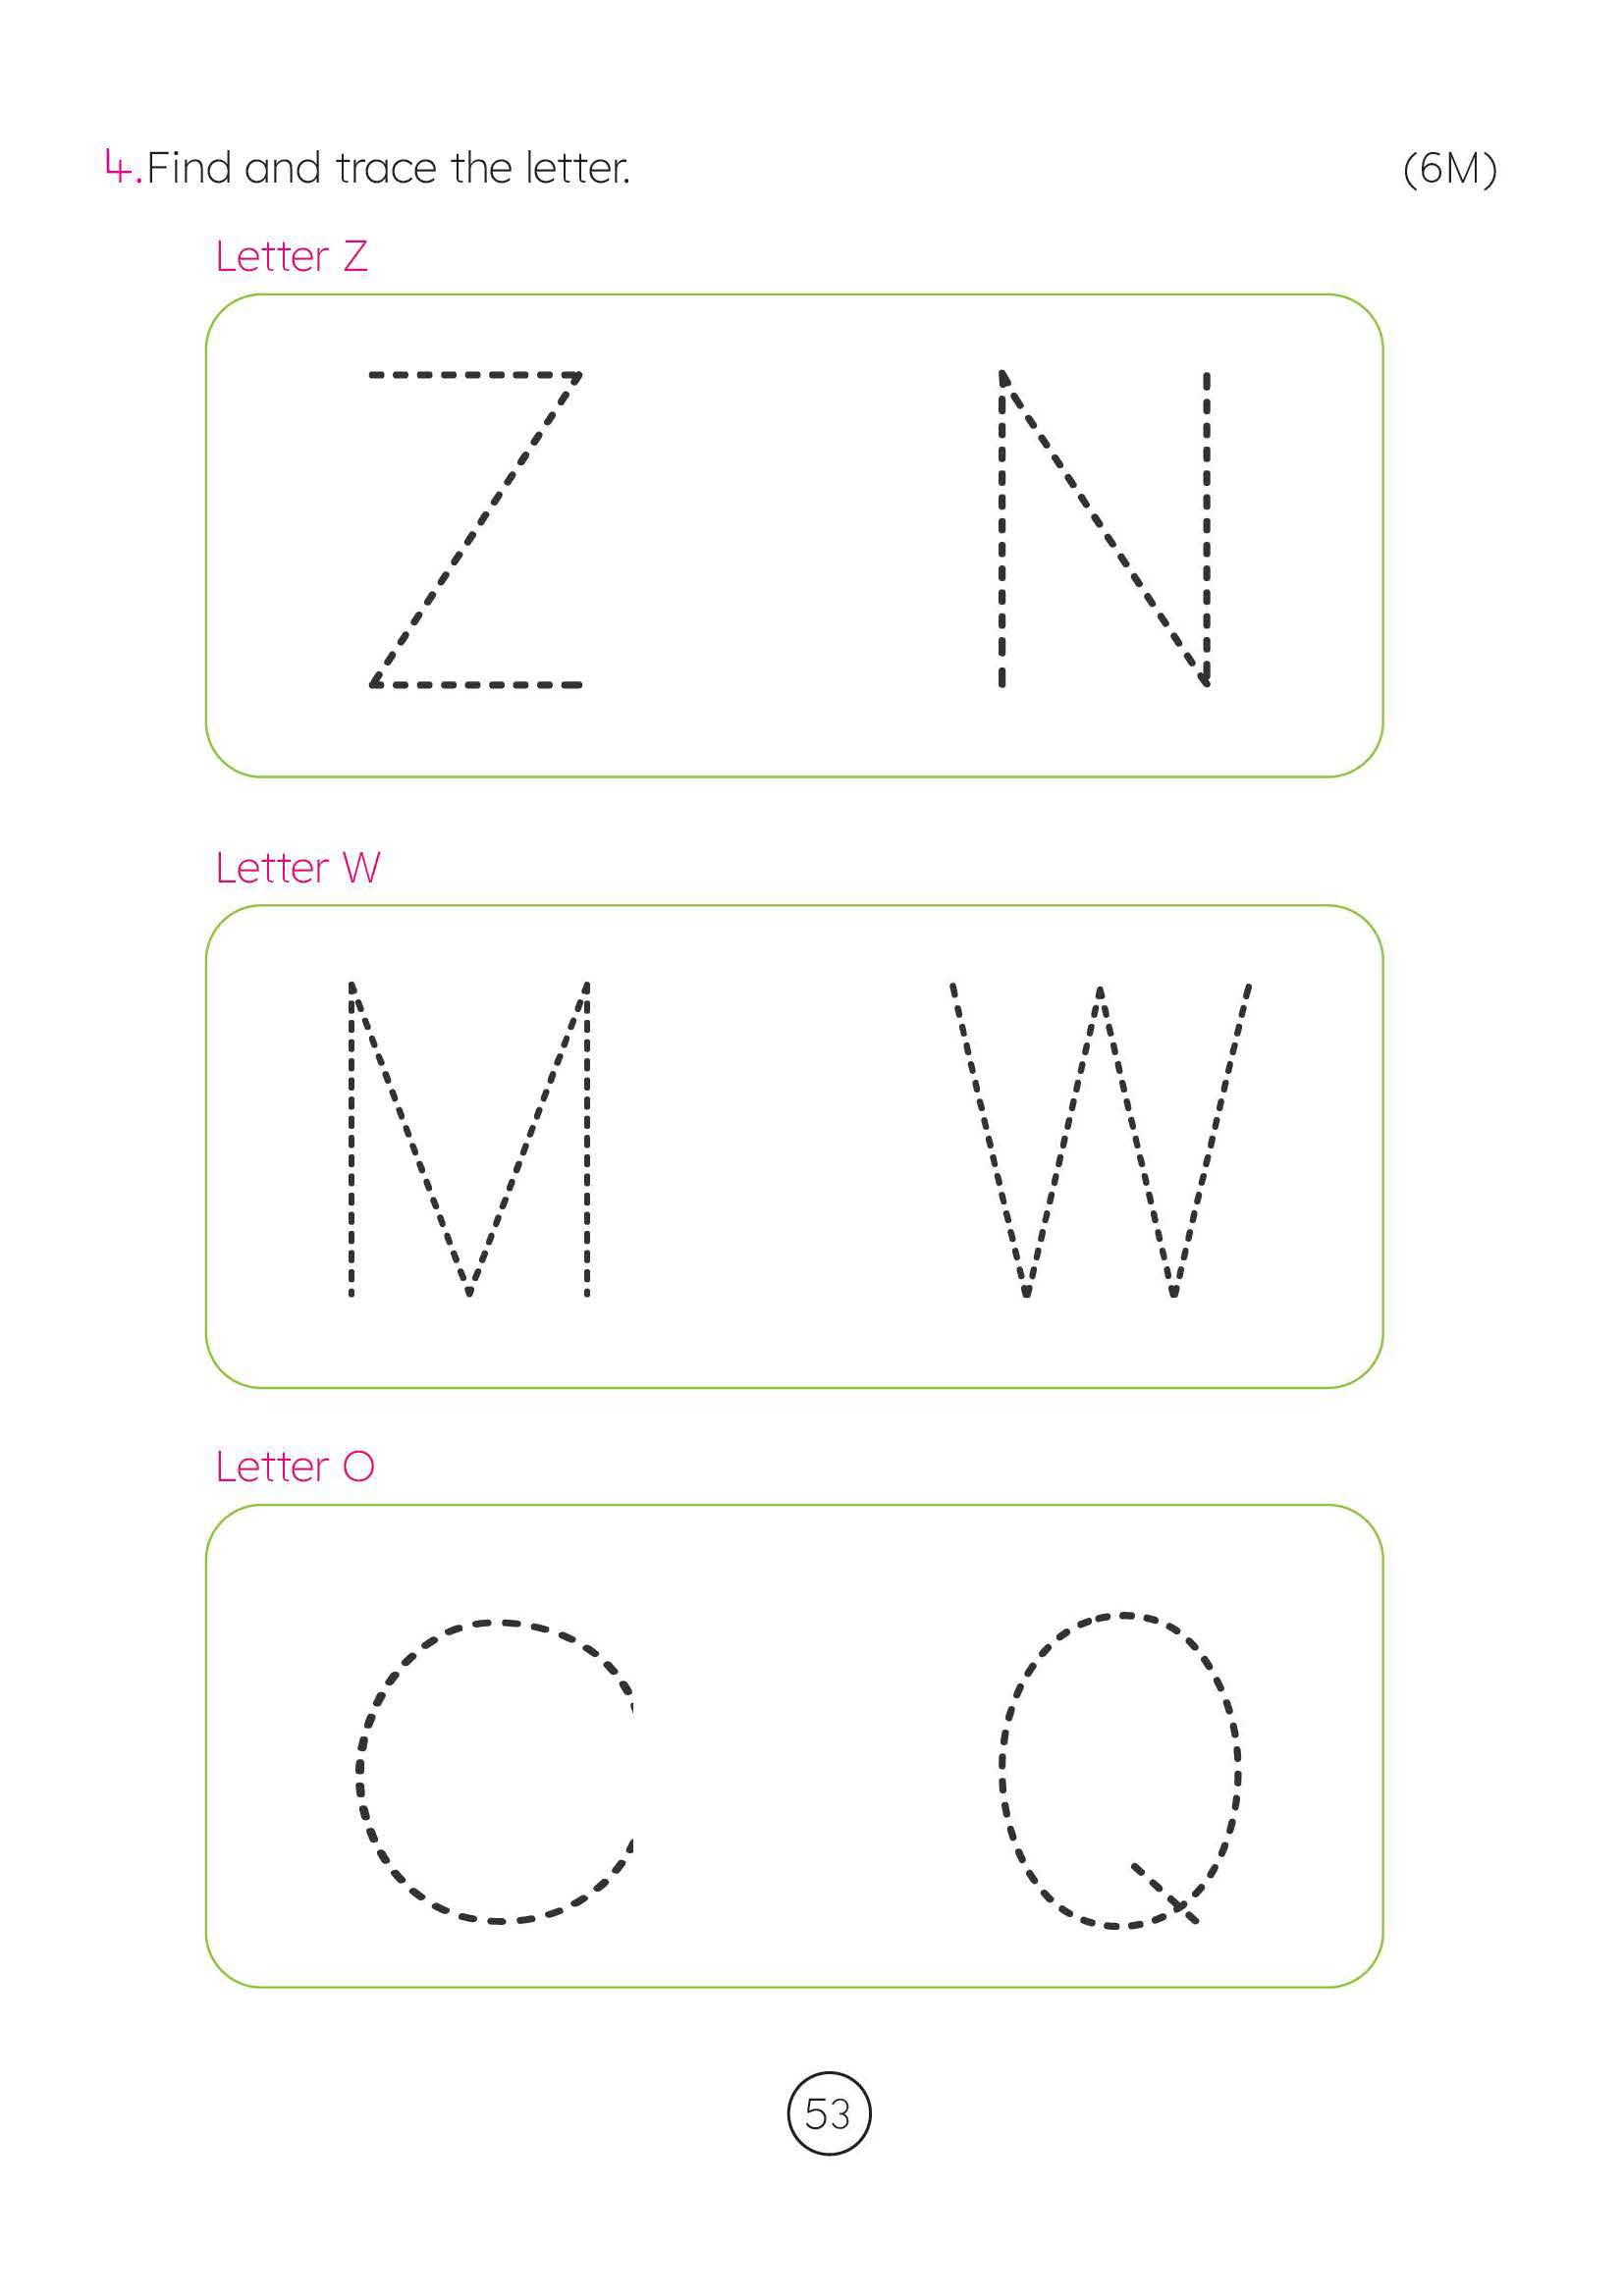 4.Find and trace the letter. (6M)
Letter Z
Z N
Letter W
M W
Letter O
C Q
53